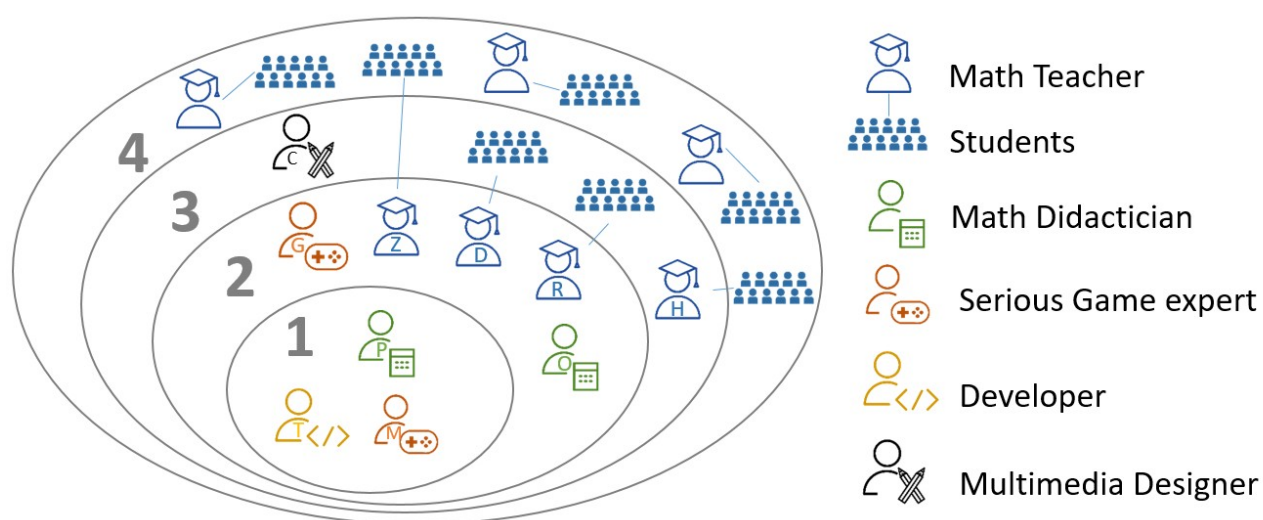 4
3
2
1
C
G
Z
D
R
H
P
O
T
</>
M
Math Teacher
Students
Math Didactician
Serious Game expert
</>
Developer
Multimedia Designer